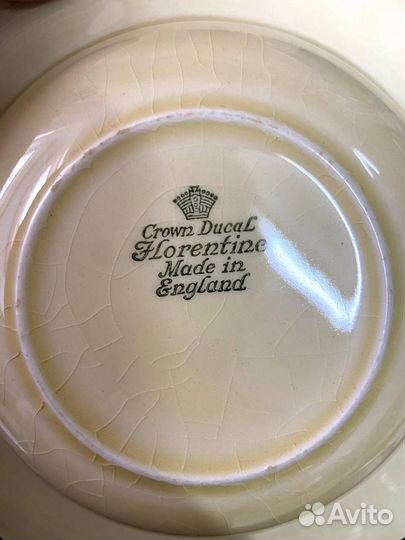 Crown Ducal
Florentine
Made in
England
Avito